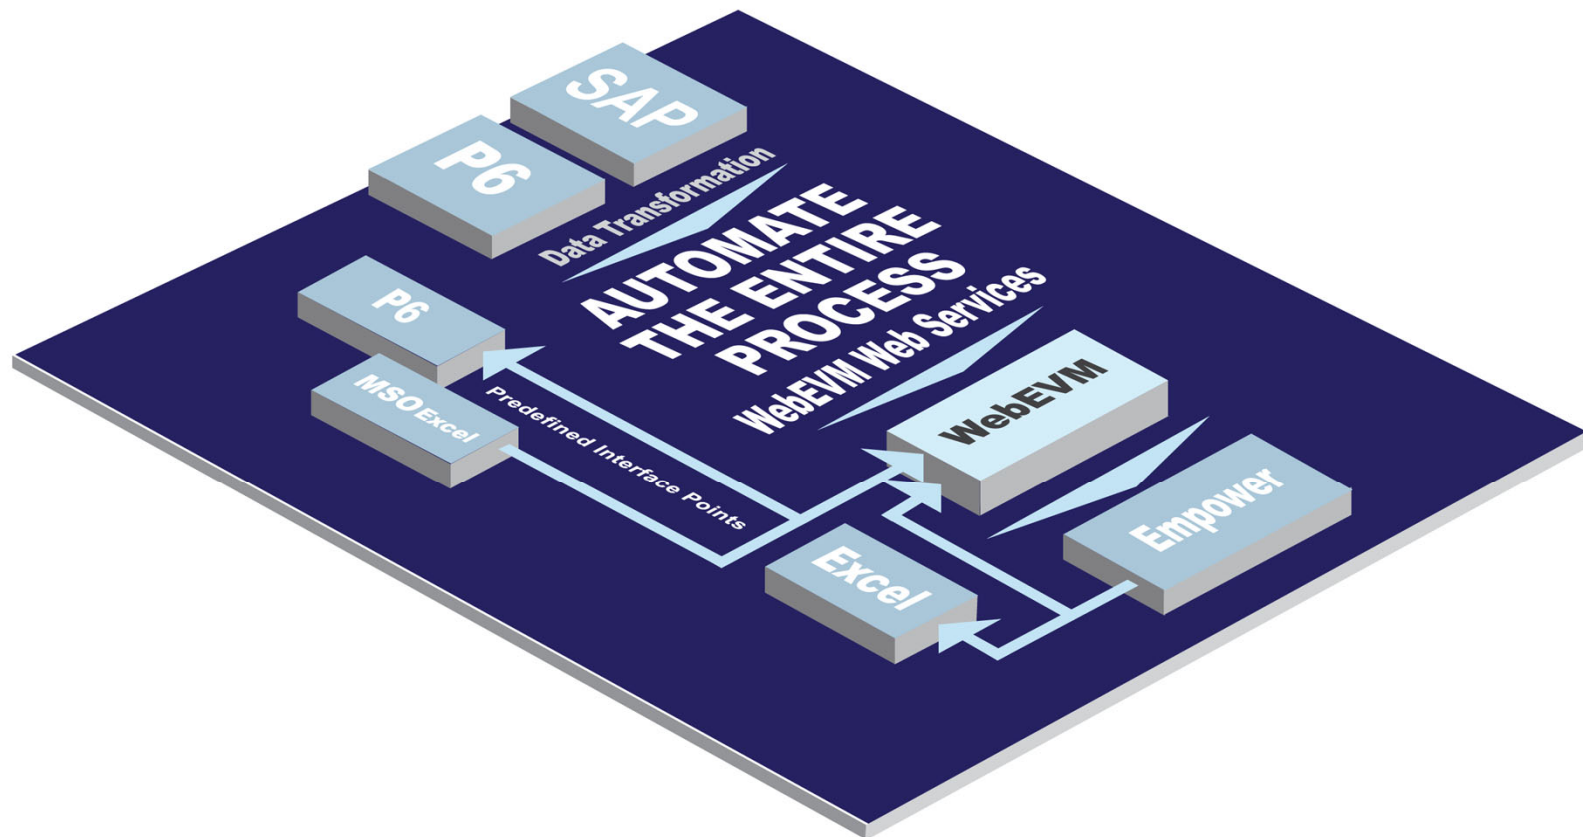 SAP
P6
Data Transformation
AUTOMATE
THE ENTIRE
PROCESS
WebEVM Web Services
P6
MSO Excel
Predefined Interface Points
WebEVM
Excel
Empower